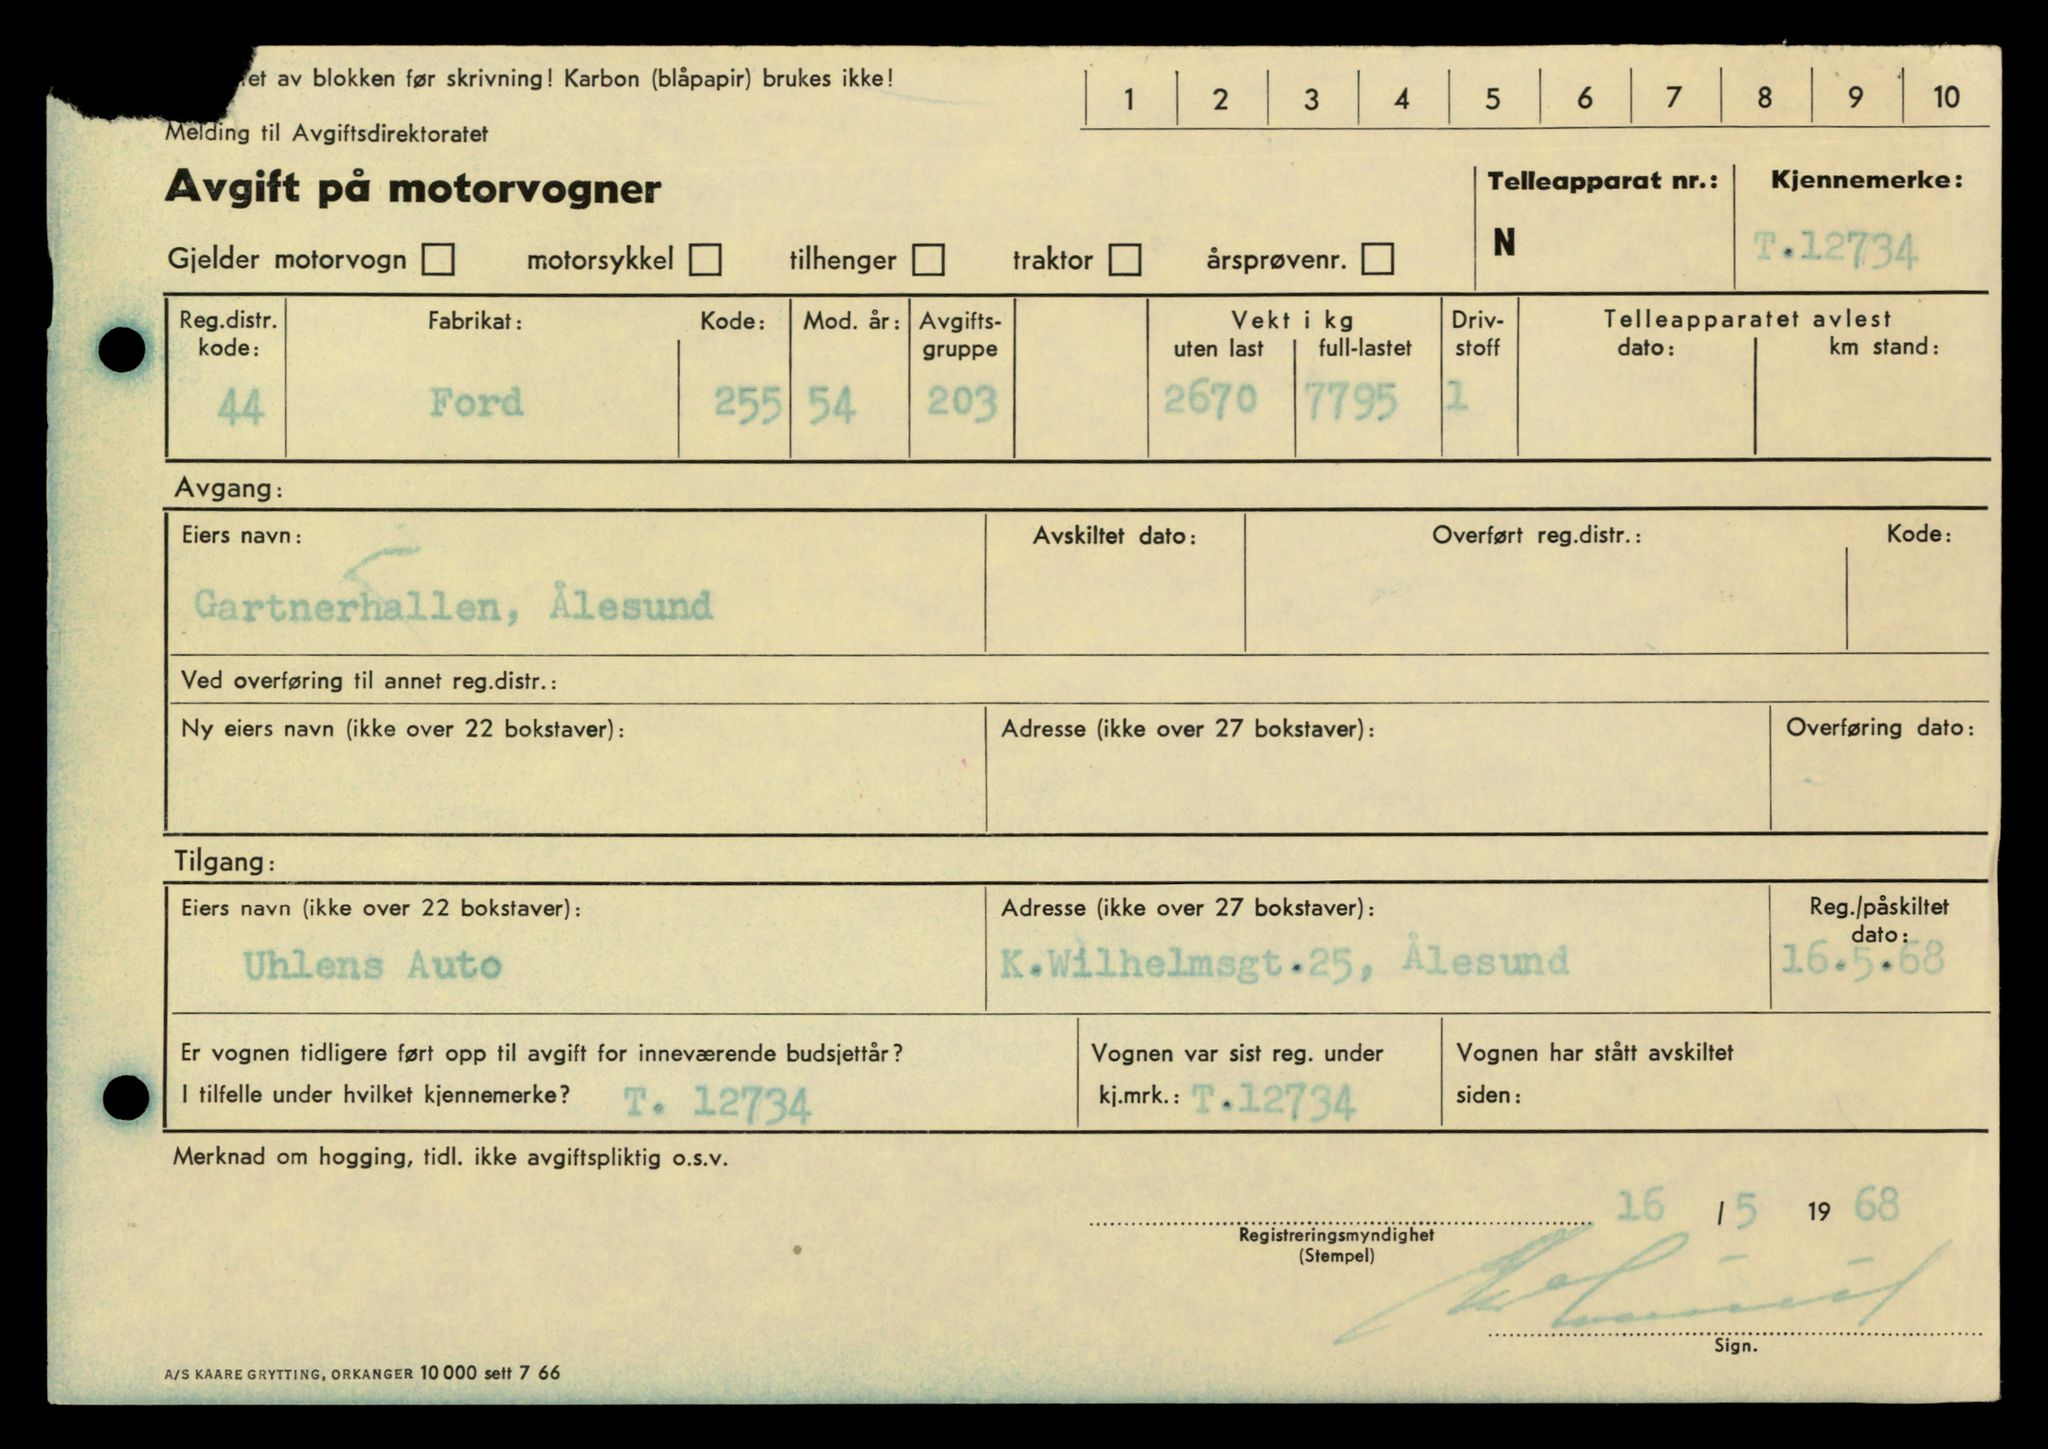 et av blokken før skrivning! Karbon (blåpapir) brukes ikke!
1 2 3 4 5 6 7 8 9 10
Melding til Avgiftsdirektoratet
Avgift på motorvogner
Telleapparat nr.: Kjennemerke:
N T.12734
Gjelder motorvogn motorsykkel tilhenger traktor årsprøvenr.
Reg.distr. kode: Fabrikat: Kode: Mod. år: Avgifts-gruppe Vekt i kg Driv-stoff Telleapparatet avlest
uten last full-lastet dato: km stand:
44 Ford 255 54 203 2670 7795 1
Avgang:
Eiers navn: Avskiltet dato: Overført reg.distr.: Kode:
Gartnerhallen, Ålesund
Ved overføring til annet reg.distr.:
Ny eiers navn (ikke over 22 bokstaver): Adresse (ikke over 27 bokstaver): Overføring dato:
Tilgang:
Eiers navn (ikke over 22 bokstaver): Adresse (ikke over 27 bokstaver): Reg./påskiltet dato:
Uhlens Auto K.Wilhelmsgt.25, Ålesund 16.5.68
Er vognen tidligere ført opp til avgift for inneværende budsjettår? Vognen var sist reg. under Vognen har stått avskiltet
I tilfelle under hvilket kjennemerke? T. 12734 kj.mrk.: T.12734 siden:
Merknad om hogging, tidl. ikke avgiftspliktig o.s.v.
16 / 5 19 68
Registreringsmyndighet
(Stempel)
Sign.
A/S KAARE GRYTTING, ORKANGER 10 000 sett 7 66